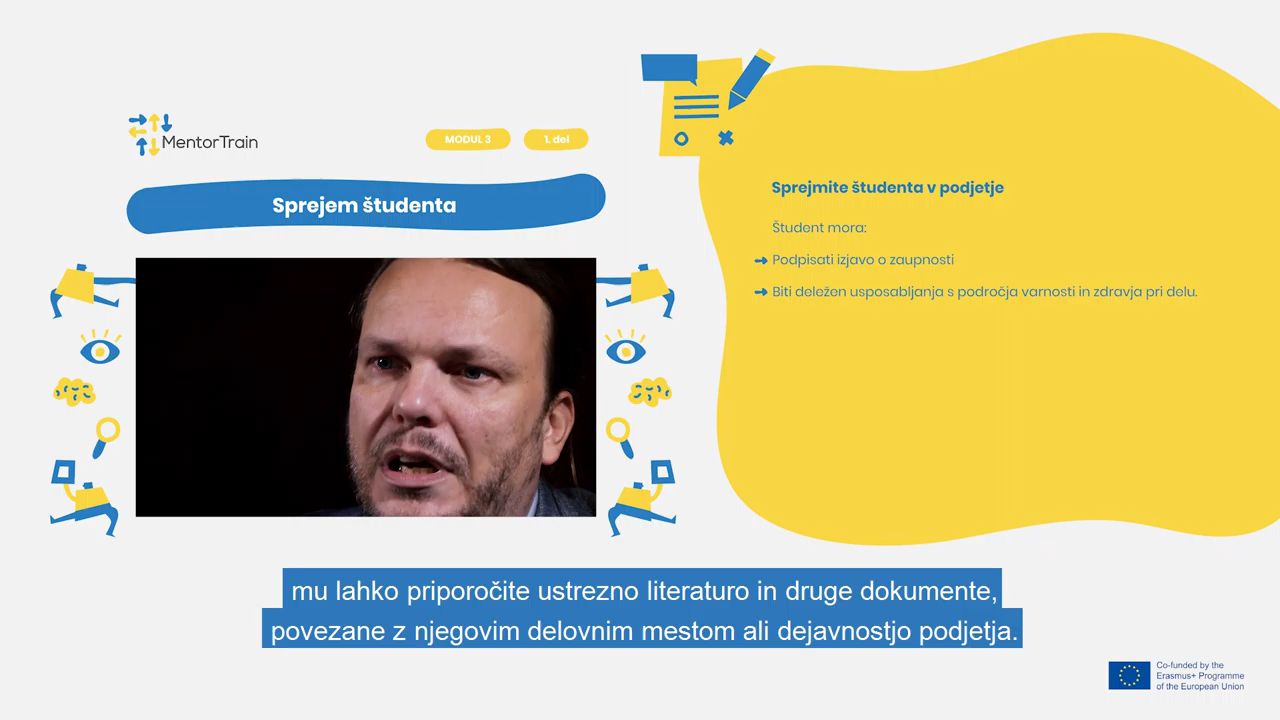 MentorTrain
MODUL 3
1. del
Sprejem študenta
Sprejmite študenta v podjetje
Študent mora:
Podpisati izjavo o zaupnosti
Biti deležen usposabljanja s področja varnosti in zdravja pri delu.
mu lahko priporočite ustrezno literaturo in druge dokumente,
povezane z njegovim delovnim mestom ali dejavnostjo podjetja.
Co-funded by the
Erasmus+ Programme
of the European Union